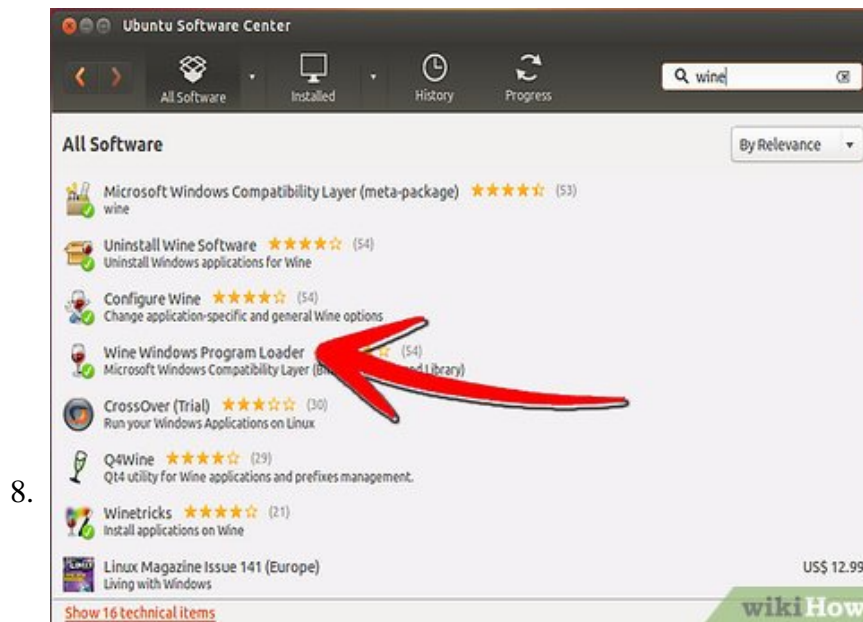 Ubuntu Software Center
All Software
Installed
History
Progress
wine
All Software
By Relevance
Microsoft Windows Compatibility Layer (meta-package) (53)
wine
Uninstall Wine Software (54)
Uninstall Windows applications for Wine
Configure Wine (54)
Change application-specific and general Wine options
Wine Windows Program Loader (54)
Microsoft Windows Compatibility Layer and Library)
CrossOver (Trial) (30)
Run your Windows Applications on Linux
Q4Wine (29)
Qt4 utility for Wine applications and prefixes management.
8.
Winetricks (21)
Install applications on Wine
Linux Magazine Issue 141 (Europe) US$ 12.99
Living with Windows
Show 16 technical items
wikiHow